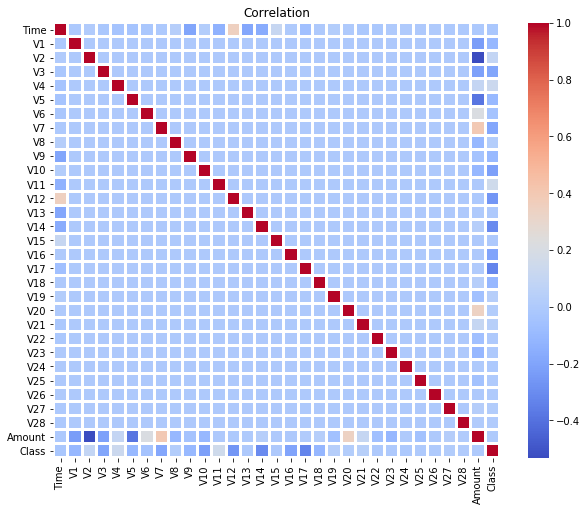 Correlation
Time
V1
V2
V3
V4
V5
V6
V7
V8
V9
V10
V11
V12
V13
V14
V15
V16
V17
V18
V19
V20
V21
V22
V23
V24
V25
V26
V27
V28
Amount
Class
Time V1 V2 V3 V4 V5 V6 V7 V8 V9 V10 V11 V12 V13 V14 V15 V16 V17 V18 V19 V20 V21 V22 V23 V24 V25 V26 V27 V28 Amount Class
1.0
0.8
0.6
0.4
0.2
0.0
−0.2
−0.4